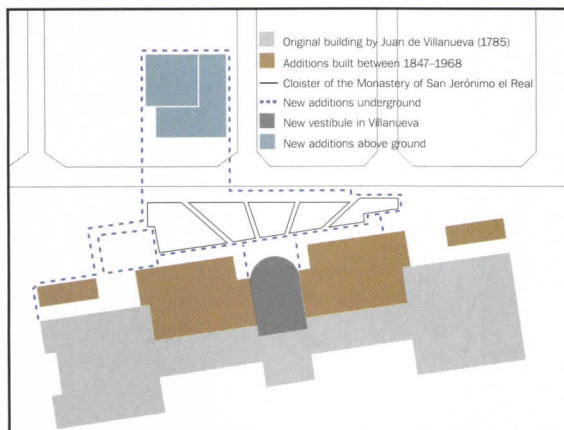 Original building by Juan de Villanueva (1785)
Additions built between 1847–1968
Cloister of the Monastery of San Jerónimo el Real
New additions underground
New vestibule in Villanueva
New additions above ground